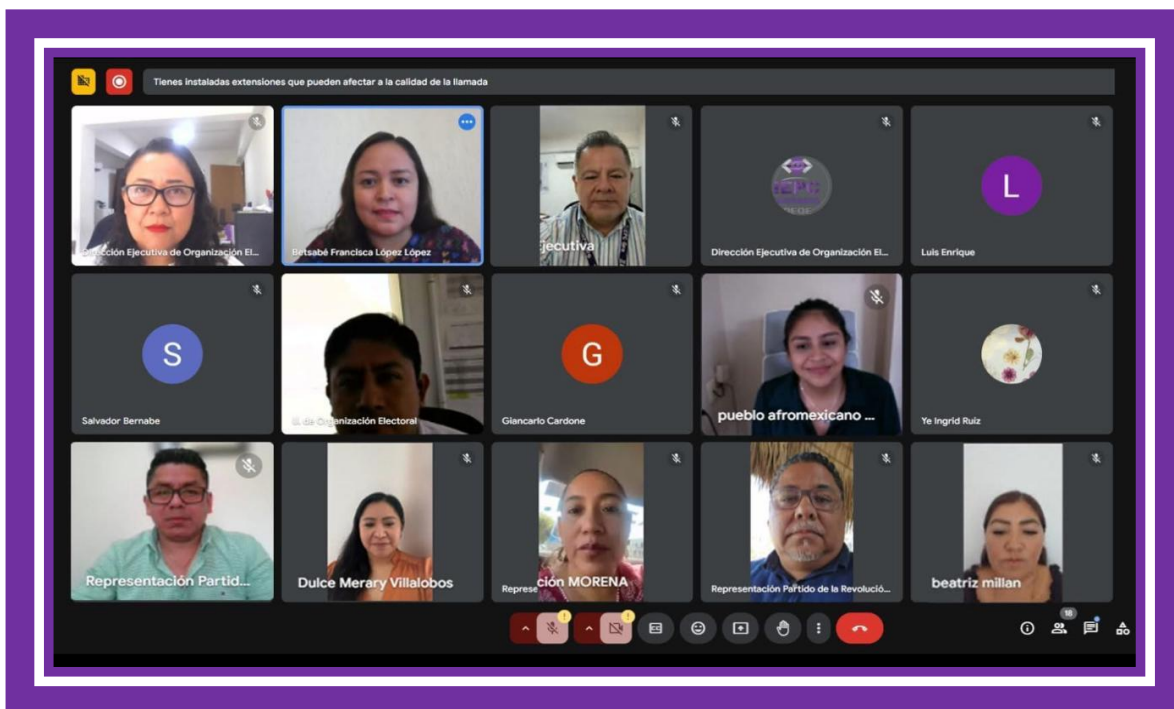 Tienes instaladas extensiones que pueden afectar a la calidad de la llamada
Dirección Ejecutiva de Organización El...
Betsabé Francisca López López
jecutiva
IEPC
Dirección Ejecutiva de Organización El...
L
Luis Enrique
S
Salvador Bernabe
de Organización Electoral
G
Giancarlo Cardone
pueblo afromexicano ...
Ye Ingrid Ruiz
Representación Partid...
Dulce Merary Villalobos
Represe
ción MORENA
Representación Partido de la Revolució...
beatriz millan
18